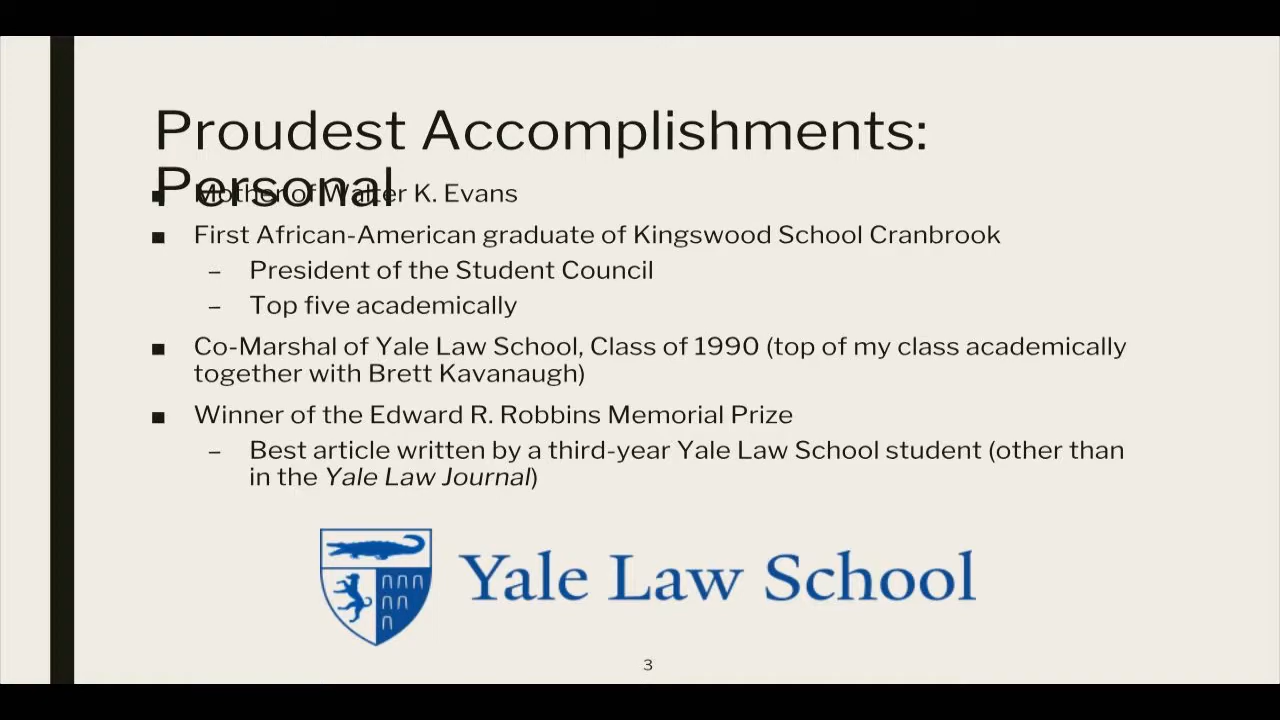 Proudest Accomplishments:
Personal
■ Mother of Walter K. Evans
■ First African-American graduate of Kingswood School Cranbrook
– President of the Student Council
– Top five academically
■ Co-Marshal of Yale Law School, Class of 1990 (top of my class academically
together with Brett Kavanaugh)
■ Winner of the Edward R. Robbins Memorial Prize
– Best article written by a third-year Yale Law School student (other than
in the Yale Law Journal)
Yale Law School
3